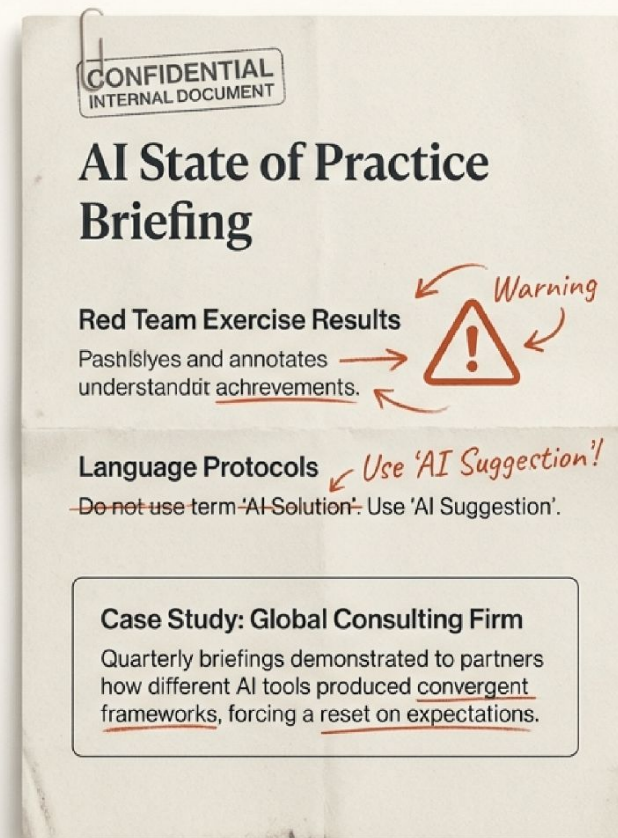 CONFIDENTIAL
INTERNAL DOCUMENT
AI State of Practice
Briefing
Warning
Red Team Exercise Results
and annotates
achrevements.
Language Protocols
Use 'AI Suggestion'!
Do not use term 'AI Solution'. Use 'AI Suggestion'.
Case Study: Global Consulting Firm
Quarterly briefings demonstrated to partners
how different AI tools produced convergent
frameworks, forcing a reset on expectations.